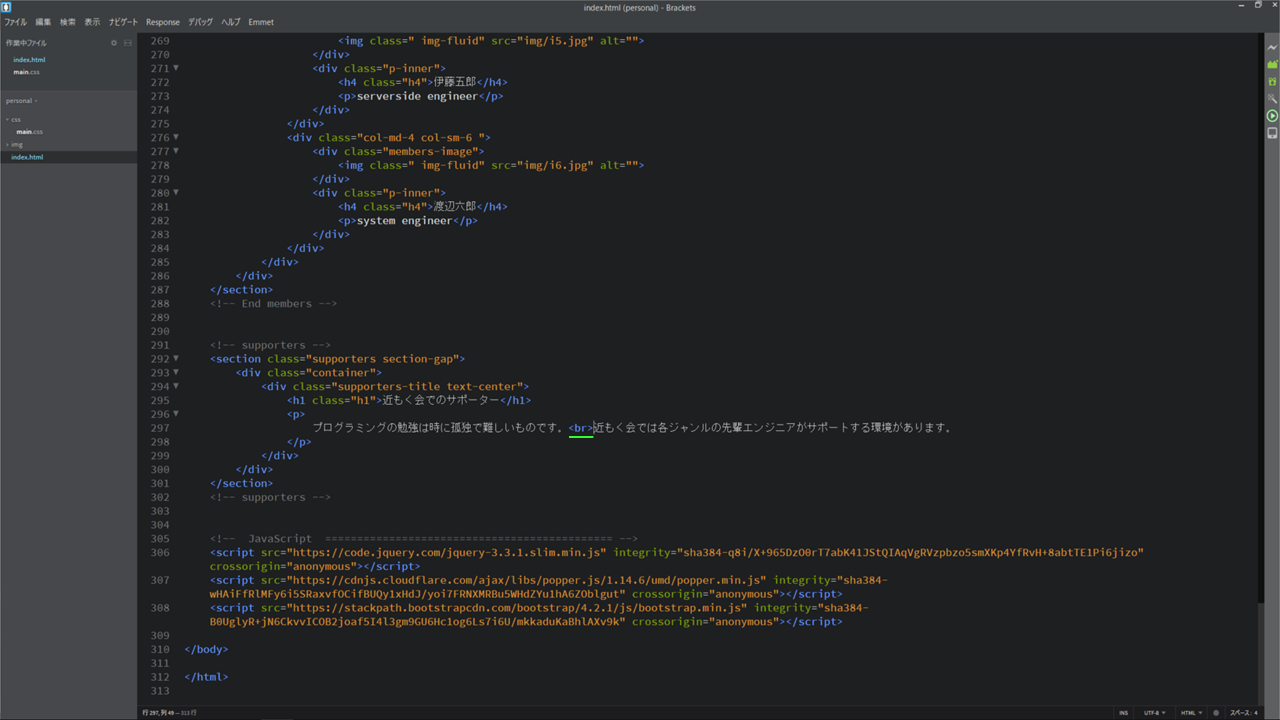 index.html (personal) - Brackets
ファイル 編集 検索 表示 ナビゲート Response デバッグ ヘルプ Emmet
作業中ファイル
index.html
main.css
personal
css
main.css
img
index.html
269 <img class=" img-fluid" src="img/i5.jpg" alt="">
270 </div>
271 <div class="p-inner">
272 <h4 class="h4">伊藤五郎</h4>
273 <p>serverside engineer</p>
274 </div>
275 </div>
276 <div class="col-md-4 col-sm-6 ">
277 <div class="members-image">
278 <img class=" img-fluid" src="img/i6.jpg" alt="">
279 </div>
280 <div class="p-inner">
281 <h4 class="h4">渡辺六郎</h4>
282 <p>system engineer</p>
283 </div>
284 </div>
285 </div>
286 </div>
287 </section>
288 <!-- End members -->
289
290
291 <!-- supporters -->
292 <section class="supporters section-gap">
293 <div class="container">
294 <div class="supporters-title text-center">
295 <h1 class="h1">近もく会でのサポーター</h1>
296 <p>
297 プログラミングの勉強は時に孤独で難しいものです。<br>近もく会では各ジャンルの先輩エンジニアがサポートする環境があります。
298 </p>
299 </div>
300 </div>
301 </section>
302 <!-- supporters -->
303
304
305 <!-- JavaScript ============================================= -->
306 <script src="https://code.jquery.com/jquery-3.3.1.slim.min.js" integrity="sha384-q8i/X+965DzO0rT7abK41JStQIAqVgRVzpbzo5smXKp4YfRvH+8abtTE1Pi6jizo"
crossorigin="anonymous"></script>
307 <script src="https://cdnjs.cloudflare.com/ajax/libs/popper.js/1.14.6/umd/popper.min.js" integrity="sha384-
wHAiFfRlMFy6i5SRaxvfOCifBUQy1xHdJ/yoi7FRNXMRBu5WHdZYu1hA6ZOblgut" crossorigin="anonymous"></script>
308 <script src="https://stackpath.bootstrapcdn.com/bootstrap/4.2.1/js/bootstrap.min.js" integrity="sha384-
B0UglyR+jN6CkvvICOB2joaf5I4l3gm9GU6Hc1og6Ls7i6U/mkkaduKaBhlAXv9k" crossorigin="anonymous"></script>
309
310 </body>
311
312 </html>
313
行 297, 列 49 — 313 行 INS UTF-8 HTML スペース: 4